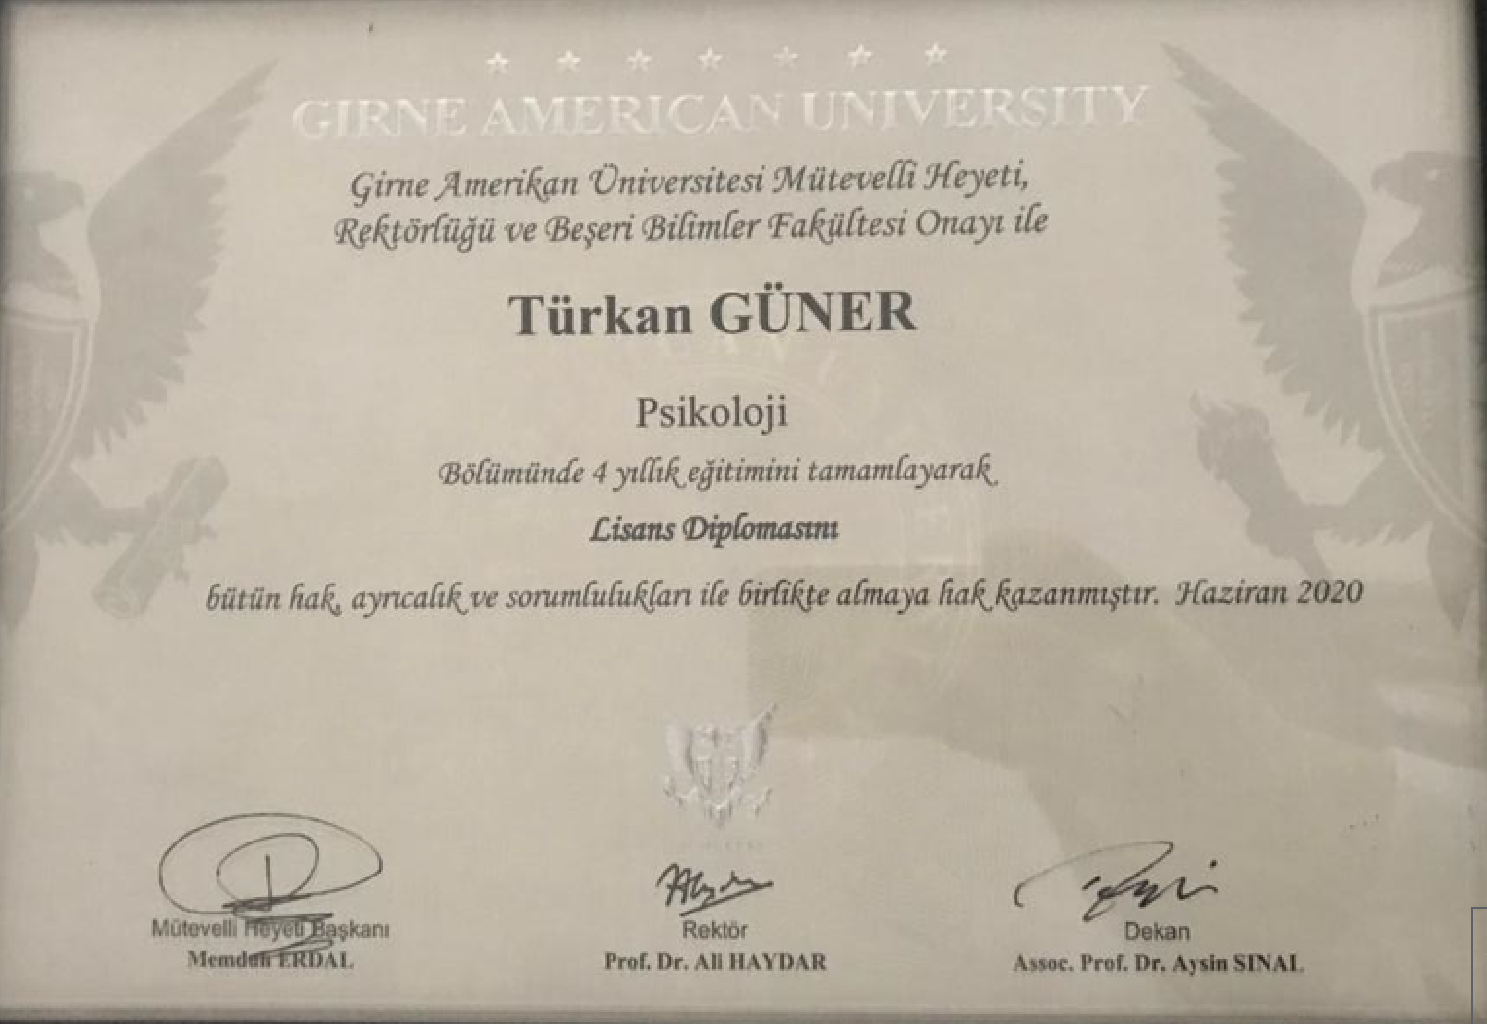 GIRNE AMERICAN UNIVERSITY
Girne Amerikan Üniversitesi Mütevelli Heyeti,
Rektörlüğü ve Beşeri Bilimler Fakültesi Onayı ile
Türkan GÜNER
Psikoloji
Bölümünde 4 yıllık eğitimini tamamlayarak
Lisans Diplomasını
bütün hak, ayrıcalık ve sorumlulukları ile birlikte almaya hak kazanmıştır. Haziran 2020
Mütevelli Heyeti Başkanı
Memduh ERDAL
Rektör
Prof. Dr. Ali HAYDAR
Dekan
Assoc. Prof. Dr. Aysin SINAL